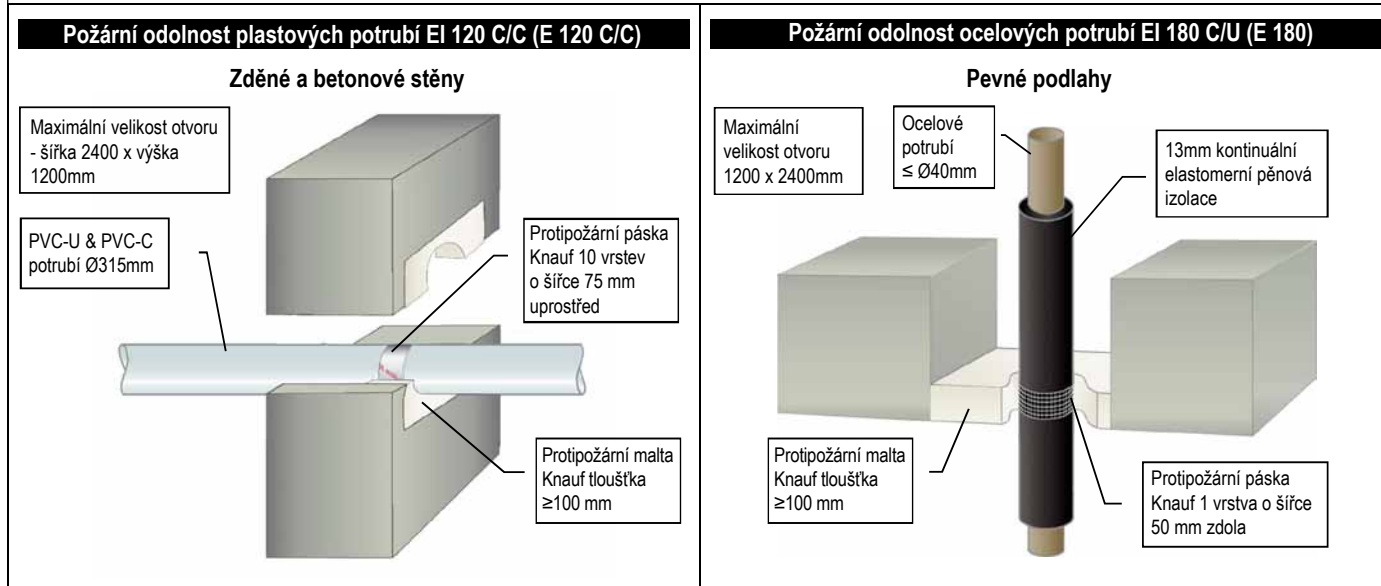 Požární odolnost plastových potrubí EI 120 C/C (E 120 C/C)
Zděné a betonové stěny
Maximální velikost otvoru
- šířka 2400 x výška
1200mm
PVC-U & PVC-C
potrubí Ø315mm
Protipožární páska
Knauf 10 vrstev
o šířce 75 mm
uprostřed
Protipožární malta
Knauf tloušťka
≥100 mm
Požární odolnost ocelových potrubí EI 180 C/U (E 180)
Pevné podlahy
Maximální
velikost otvoru
1200 x 2400mm
Ocelové
potrubí
≤ Ø40mm
13mm kontinuální
elastomerní pěnová
izolace
Protipožární malta
Knauf tloušťka
≥100 mm
Protipožární páska
Knauf 1 vrstva o šířce
50 mm zdola